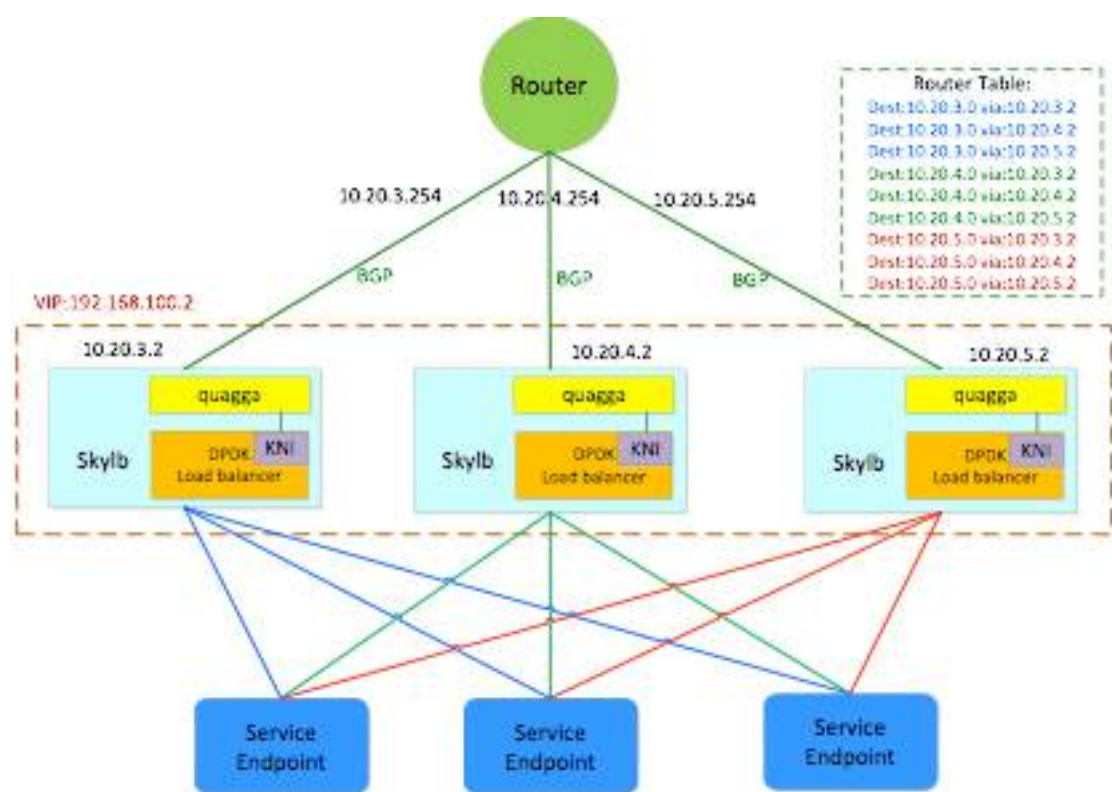 Router
Router Table:
Dest:10.20.3.0 via:10.20.3.2
Dest:10.20.3.0 via:10.20.4.2
Dest:10.20.3.0 via:10.20.5.2
Dest:10.20.4.0 via:10.20.3.2
Dest:10.20.4.0 via:10.20.4.2
Dest:10.20.4.0 via:10.20.5.2
Dest:10.20.5.0 via:10.20.3.2
Dest:10.20.5.0 via:10.20.4.2
Dest:10.20.5.0 via:10.20.5.2
10.20.3.254
10.20.4.254
10.20.5.254
BGP
BGP
BGP
VIP:192.168.100.2
10.20.3.2
10.20.4.2
10.20.5.2
quagga
quagga
quagga
Skylb
DPDK
Load balancer
KNI
Skylb
DPDK
Load balancer
KNI
Skylb
DPDK
Load balancer
KNI
Service
Endpoint
Service
Endpoint
Service
Endpoint